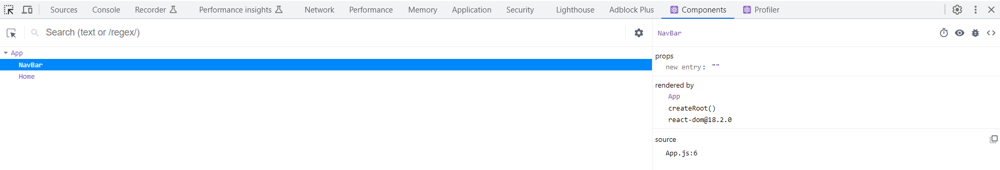 Sources Console Recorder Performance insights Network Performance Memory Application Security Lighthouse Adblock Plus Components Profiler
Search (text or /regex/)
App
NavBar
Home
NavBar
props
new entry: ""
rendered by
App
createRoot()
react-dom@18.2.0
source
App.js:6